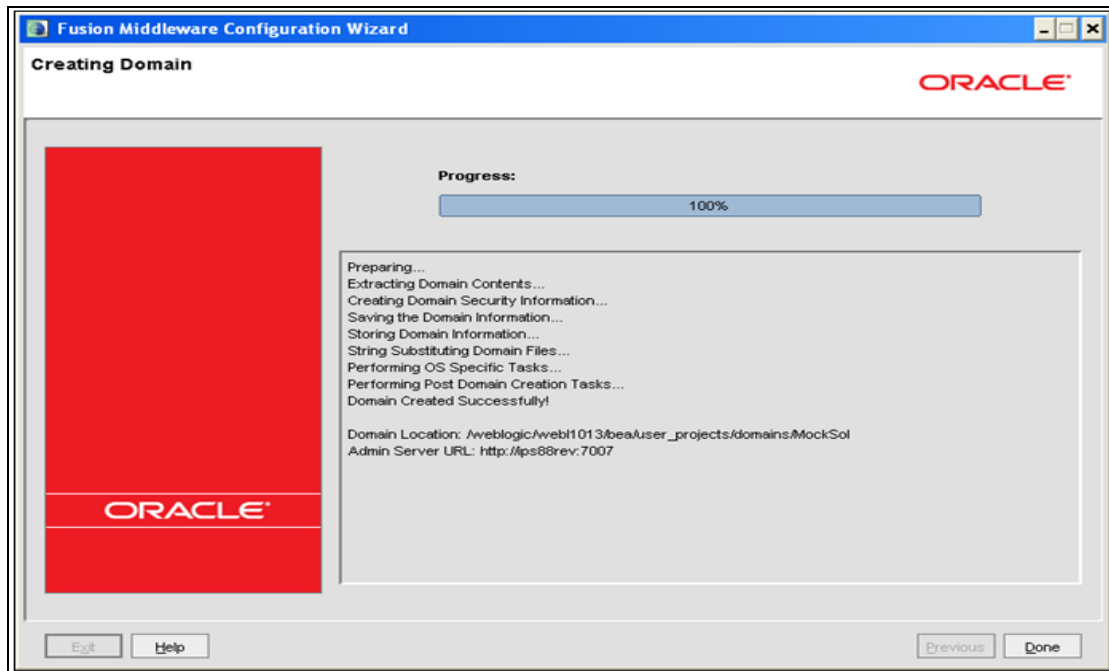 Fusion Middleware Configuration Wizard
Creating Domain
ORACLE
Progress:
100%
Preparing...
Extracting Domain Contents...
Creating Domain Security Information...
Saving the Domain Information...
Storing Domain Information...
String Substituting Domain Files...
Performing OS Specific Tasks...
Performing Post Domain Creation Tasks...
Domain Created Successfully!
Domain Location: /weblogic/webl1013/bea/user_projects/domains/MockSol
Admin Server URL: http://ips88rev:7007
ORACLE
Exit
Help
Previous
Done